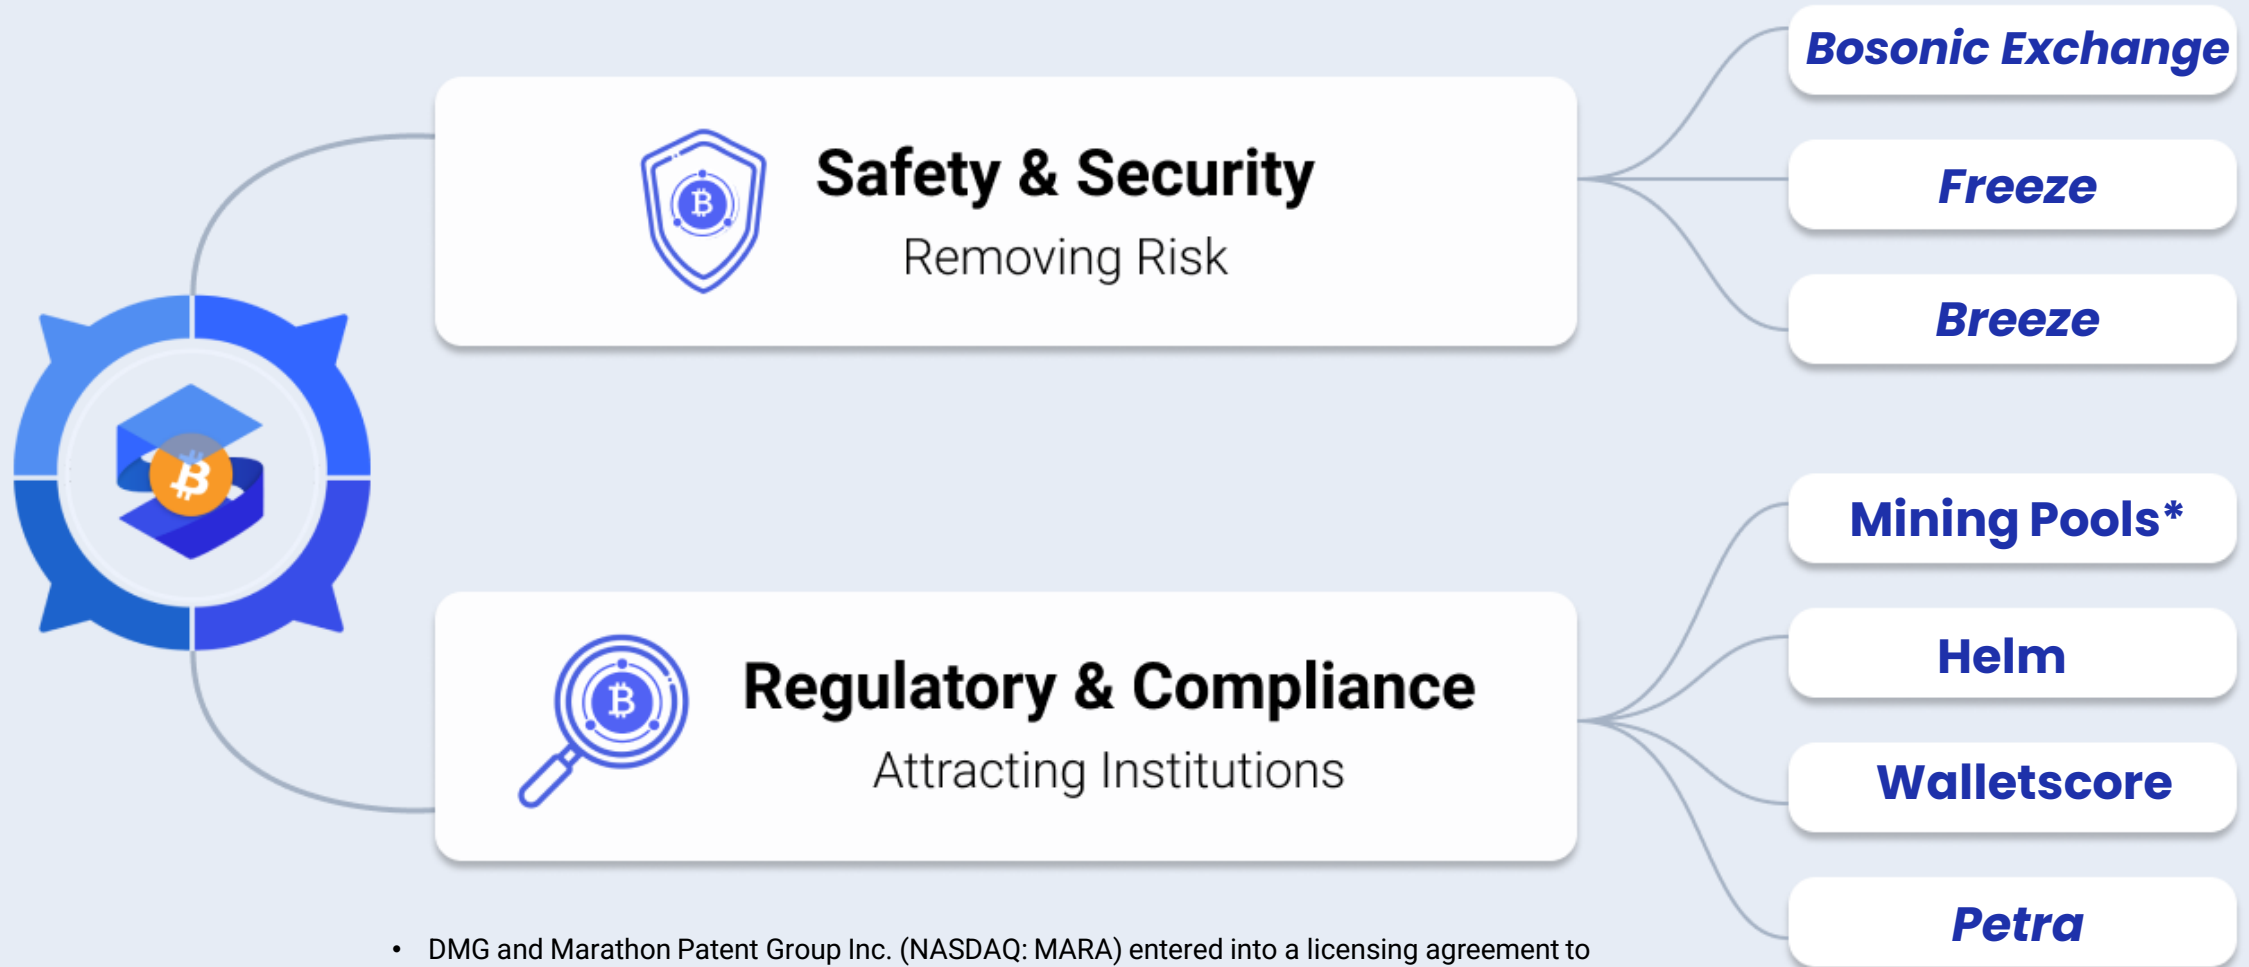 Safety & Security
Removing Risk
Bosonic Exchange
Freeze
Breeze
Regulatory & Compliance
Attracting Institutions
Mining Pools*
Helm
Walletscore
Petra
• DMG and Marathon Patent Group Inc. (NASDAQ: MARA) entered into a licensing agreement to